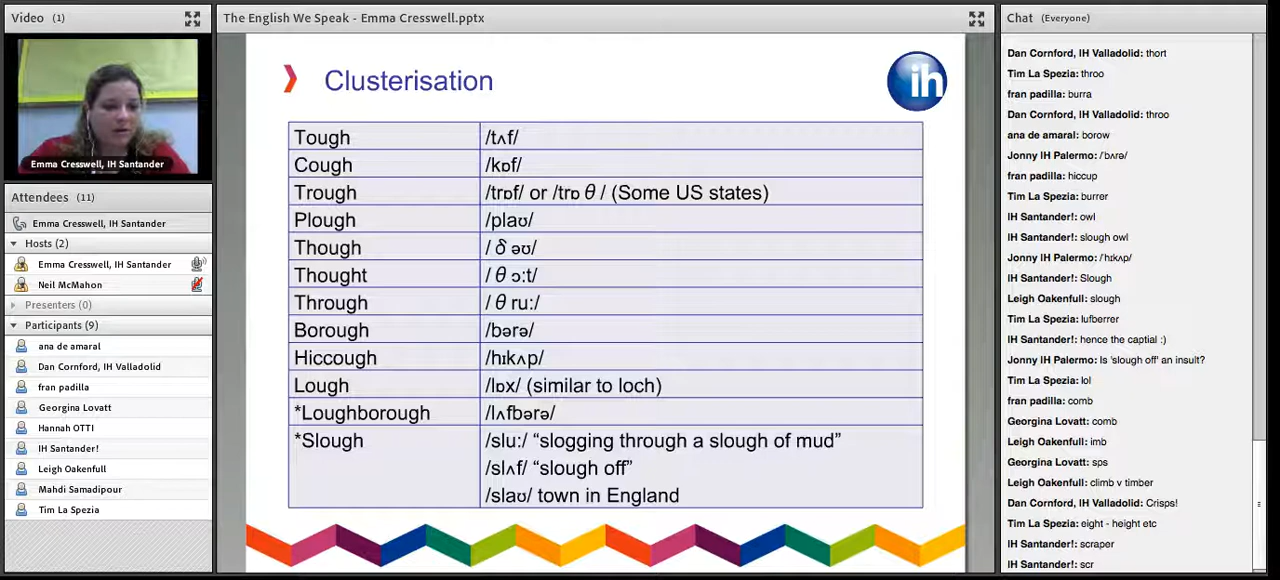 Video (1)
Emma Cresswell, IH Santander
Attendees (11)
Emma Cresswell, IH Santander
Hosts (2)
Emma Cresswell, IH Santander
Neil McMahon
Presenters (0)
Participants (9)
ana de amaral
Dan Cornford, IH Valladolid
fran padilla
Georgina Lovatt
Hannah OTTI
IH Santander!
Leigh Oakenfull
Mahdi Samadipour
Tim La Spezia
The English We Speak - Emma Cresswell.pptx
Clusterisation
ih
Tough /tʌf/
Cough /kɒf/
Trough /trɒf/ or /trɒ θ / (Some US states)
Plough /plaʊ/
Though / δ əʊ/
Thought / θ ɔ:t/
Through / θ ru:/
Borough /bərə/
Hiccough /hɪkʌp/
Lough /lɒx/ (similar to loch)
*Loughborough /lʌfbərə/
*Slough /slu:/ “slogging through a slough of mud”
/slʌf/ “slough off”
/slaʊ/ town in England
Chat (Everyone)
Dan Cornford, IH Valladolid: thort
Tim La Spezia: throo
fran padilla: burra
Dan Cornford, IH Valladolid: throo
ana de amaral: borow
Jonny IH Palermo: /ˈbʌrə/
fran padilla: hiccup
Tim La Spezia: burrer
IH Santander!: owl
IH Santander!: slough owl
Jonny IH Palermo: /ˈhɪkʌp/
IH Santander!: Slough
Leigh Oakenfull: slough
Tim La Spezia: lufberrer
IH Santander!: hence the captial :)
Jonny IH Palermo: Is 'slough off' an insult?
Tim La Spezia: lol
fran padilla: comb
Georgina Lovatt: comb
Leigh Oakenfull: imb
Georgina Lovatt: sps
Leigh Oakenfull: climb v timber
Dan Cornford, IH Valladolid: Crisps!
Tim La Spezia: eight - height etc
IH Santander!: scraper
IH Santander!: scr